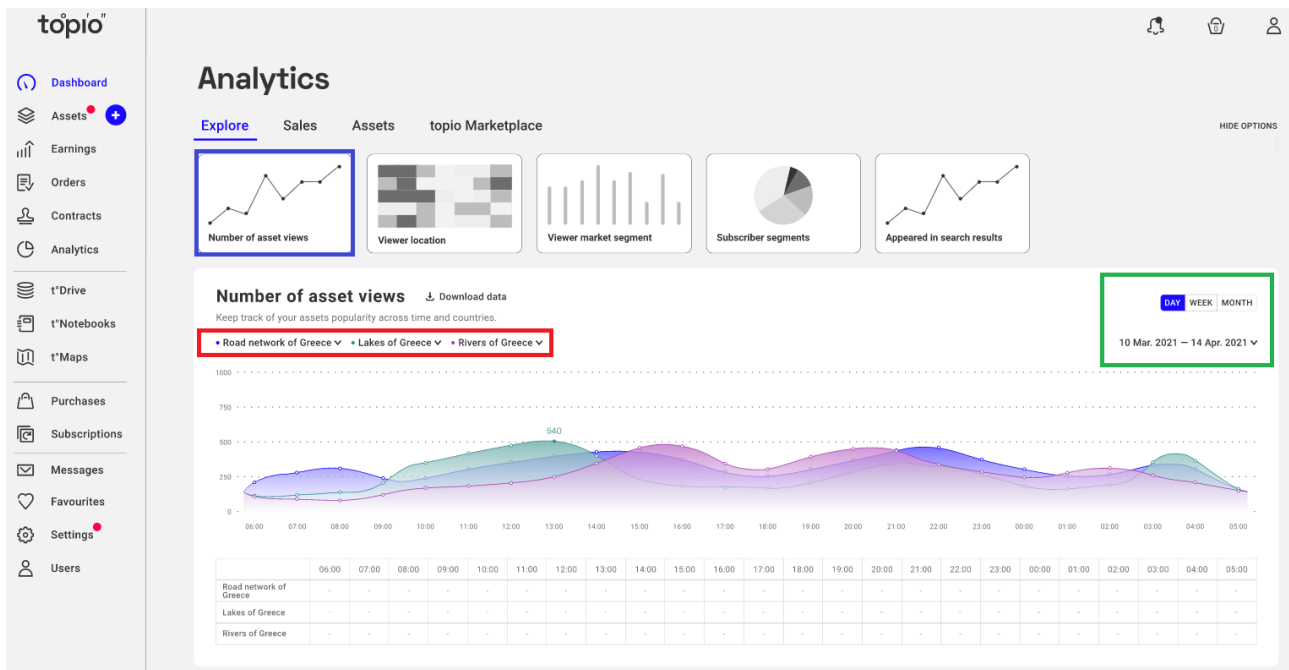 topio"
Dashboard
Assets
+
Earnings
Orders
Contracts
Analytics
t°Drive
t°Notebooks
t°Maps
Purchases
Subscriptions
Messages
Favourites
Settings
Users
0
Analytics
Explore Sales Assets topio Marketplace
HIDE OPTIONS
Number of asset views
Viewer location
Viewer market segment
Subscriber segments
Appeared in search results
Number of asset views Download data
DAY WEEK MONTH
Keep track of your assets popularity across time and countries.
• Road network of Greece • Lakes of Greece • Rivers of Greece
10 Mar. 2021 — 14 Apr. 2021
1000
750
540
500
250
0
06:00 07:00 08:00 09:00 10:00 11:00 12:00 13:00 14:00 15:00 16:00 17:00 18:00 19:00 20:00 21:00 22:00 23:00 00:00 01:00 02:00 03:00 04:00 05:00
06:00 07:00 08:00 09:00 10:00 11:00 12:00 13:00 14:00 15:00 16:00 17:00 18:00 19:00 20:00 21:00 22:00 23:00 00:00 01:00 02:00 03:00 04:00 05:00
Road network of
Greece - - - - - - - - - - - - - - - - - - - - - - - -
Lakes of Greece - - - - - - - - - - - - - - - - - - - - - - - -
Rivers of Greece - - - - - - - - - - - - - - - - - - - - - - - -